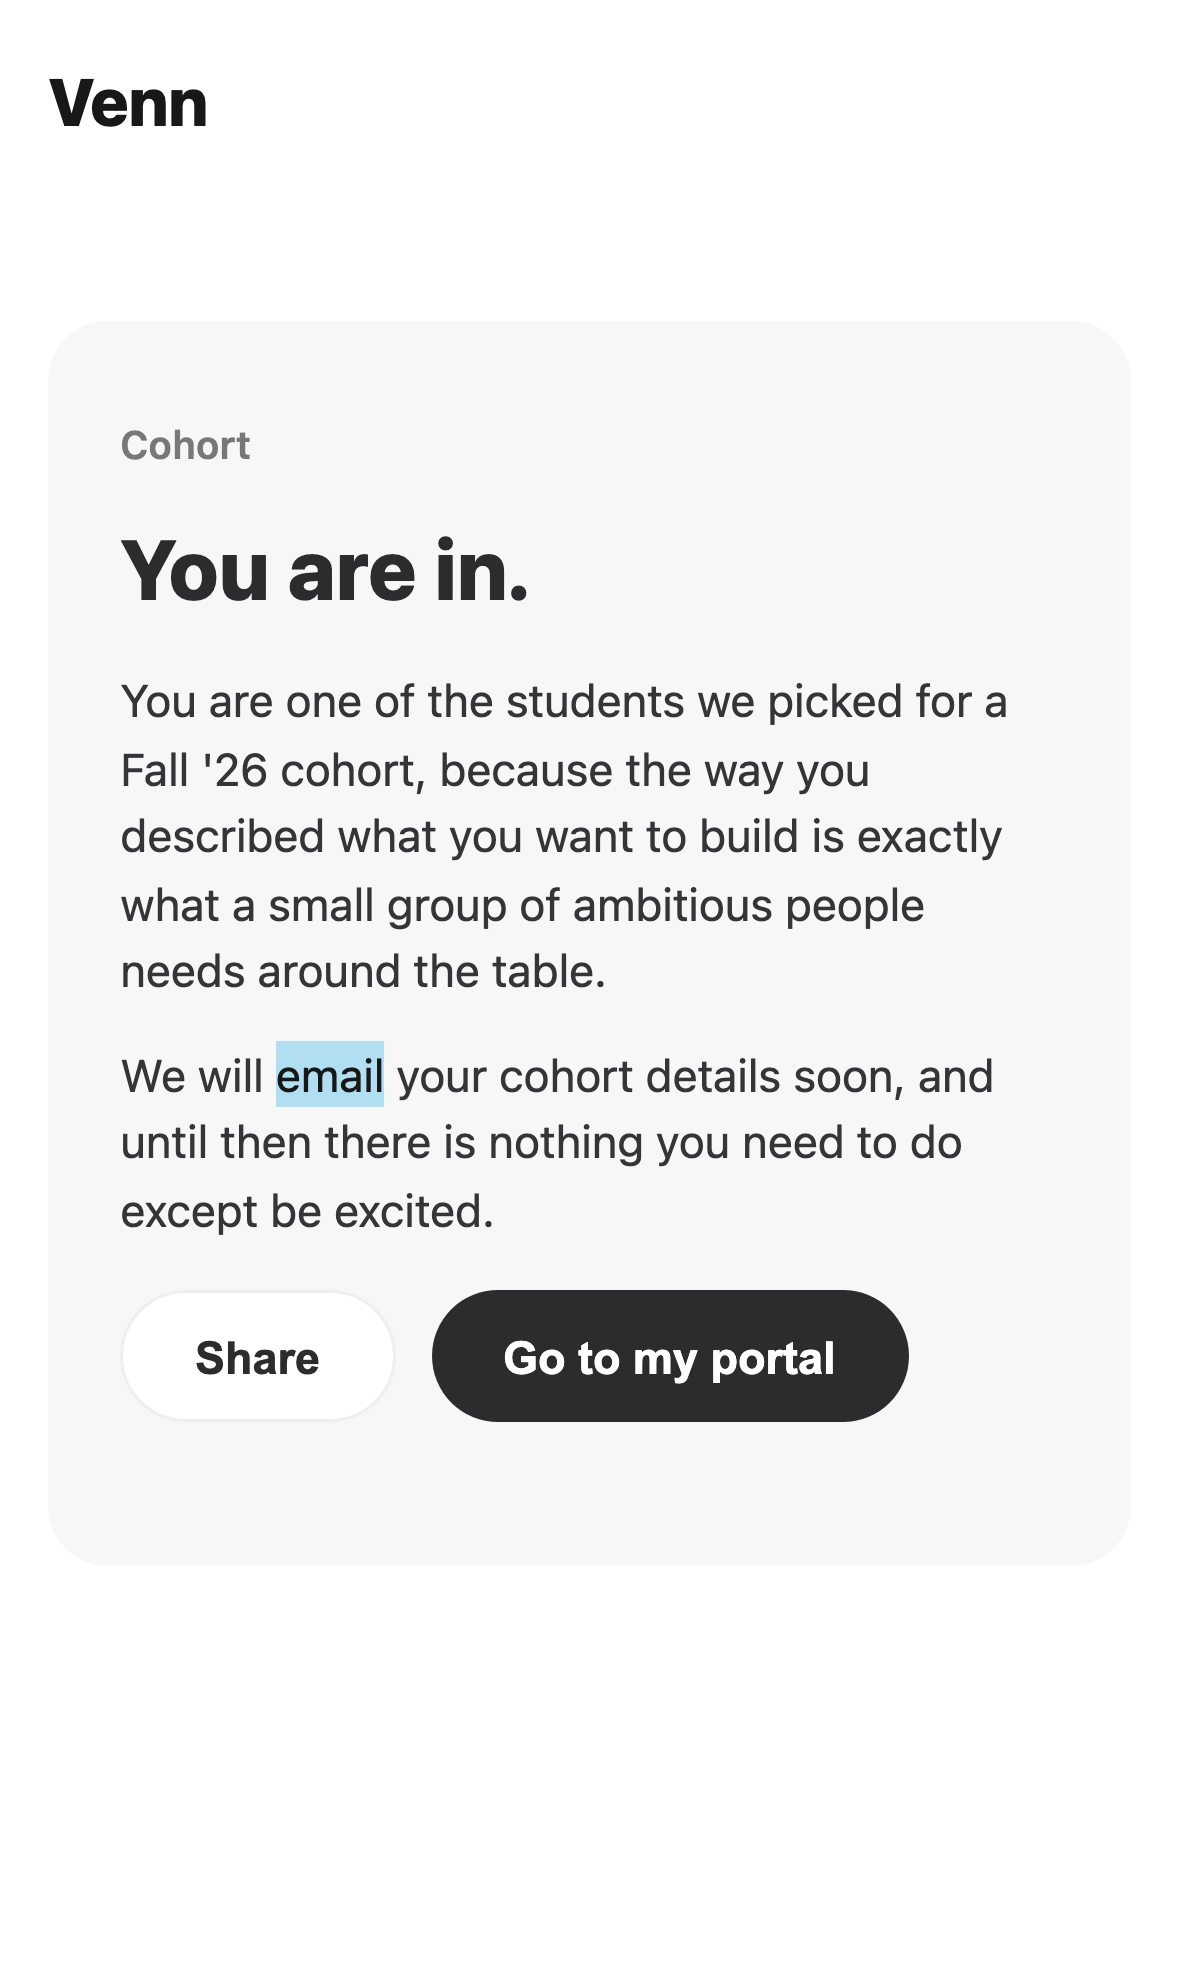 Venn
Cohort
You are in.
You are one of the students we picked for a
Fall '26 cohort, because the way you
described what you want to build is exactly
what a small group of ambitious people
needs around the table.
We will email your cohort details soon, and
until then there is nothing you need to do
except be excited.
Share
Go to my portal